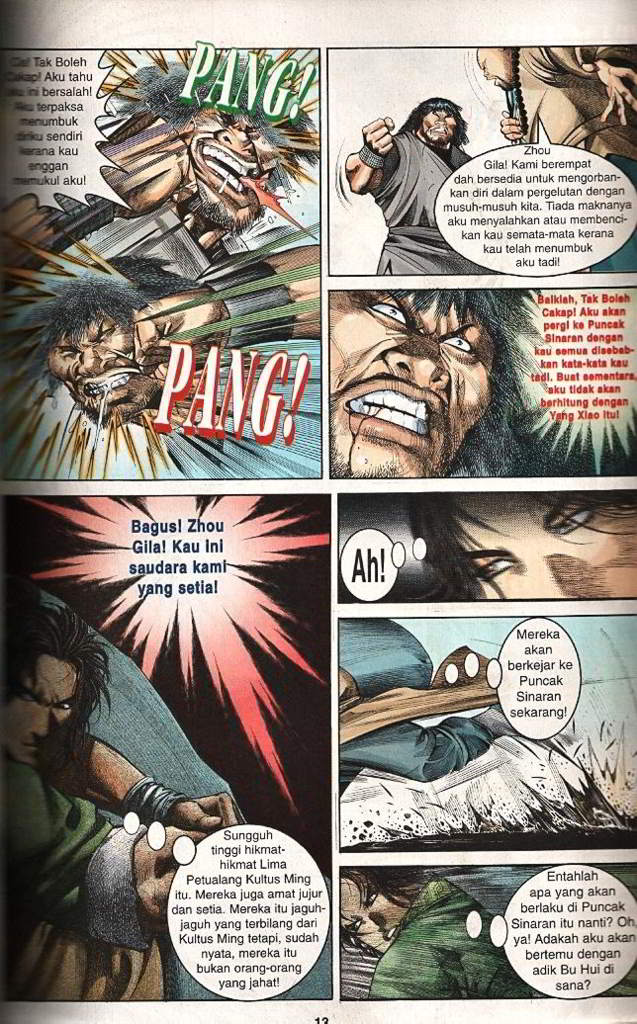 Cis! Tak Boleh
Cakap! Aku tahu
aku ini bersalah!
Aku terpaksa
menumbuk
diriku sendiri
kerana kau
enggan
memukul aku!
PANG!
PANG!
Zhou
Gila! Kami berempat
dah bersedia untuk mengorban-
kan diri dalam pergelutan dengan
musuh-musuh kita. Tiada maknanya
aku menyalahkan atau membenci-
kan kau semata-mata kerana
kau telah menumbuk
aku tadi!
Baiklah, Tak Boleh
Cakap! Aku akan
pergi ke Puncak
Sinaran dengan
kau semua disebab-
kan kata-kata kau
tadi. Buat sementara,
aku tidak akan
berhitung dengan
Yang Xiao itu!
Bagus! Zhou
Gila! Kau ini
saudara kami
yang setia!
Sungguh
tinggi hikmat-
hikmat Lima
Petualang Kultus Ming
itu. Mereka juga amat jujur
dan setia. Mereka itu jaguh-
jaguh yang terbilang dari
Kultus Ming tetapi, sudah
nyata, mereka itu
bukan orang-orang
yang jahat!
Ah!
Mereka
akan
berkejar ke
Puncak
Sinaran
sekarang!
Entahlah
apa yang akan
berlaku di Puncak
Sinaran itu nanti? Oh,
ya! Adakah aku akan
bertemu dengan
adik Bu Hui di
sana?
13